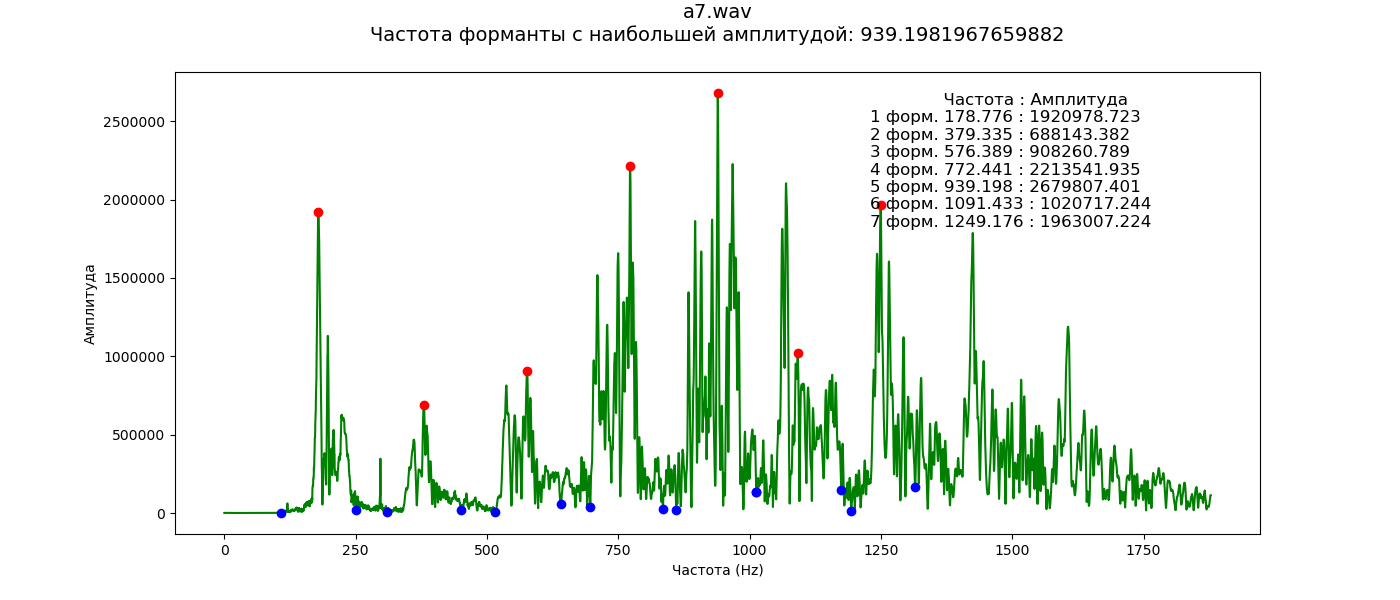 a7.wav
Частота форманты с наибольшей амплитудой: 939.1981967659882
Частота : Амплитуда
1 форм. 178.776 : 1920978.723
2 форм. 379.335 : 688143.382
3 форм. 576.389 : 908260.789
4 форм. 772.441 : 2213541.935
5 форм. 939.198 : 2679807.401
6 форм. 1091.433 : 1020717.244
7 форм. 1249.176 : 1963007.224
2500000
2000000
1500000
1000000
500000
0
Амплитуда
0 250 500 750 1000 1250 1500 1750
Частота (Hz)